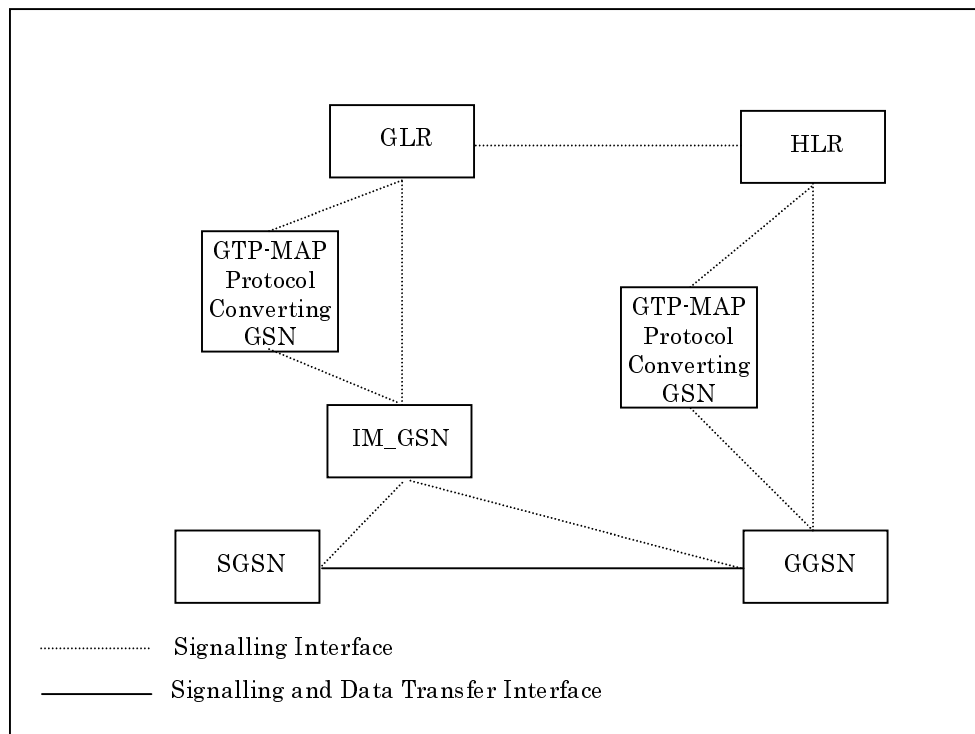 GLR
HLR
GTP-MAP
Protocol
Converting
GSN
GTP-MAP
Protocol
Converting
GSN
IM_GSN
SGSN
GGSN
Signalling Interface
Signalling and Data Transfer Interface